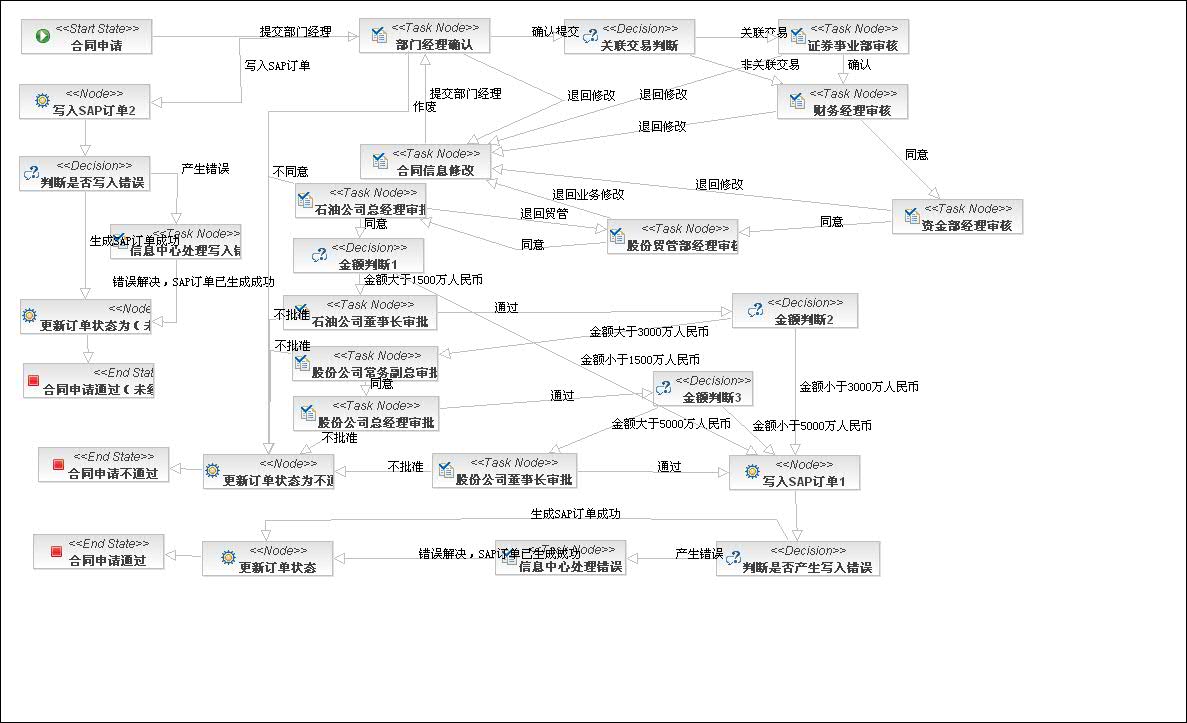 <<Start State>>
合同申请
提交部门经理
<<Task Node>>
部门经理确认
确认提交
<<Decision>>
关联交易判断
关联交易
<<Task Node>>
证券事业部审核
写入SAP订单
非关联交易
确认
<<Node>>
写入SAP订单2
提交部门经理
作废
退回修改
退回修改
<<Task Node>>
财务经理审核
退回修改
<<Decision>>
判断是否写入错误
产生错误
<<Task Node>>
合同信息修改
同意
不同意
<<Task Node>>
石油公司总经理审批
退回修改
退回业务修改
退回贸管
<<Task Node>>
资金部经理审核
同意
同意
<<Task Node>>
股份贸管部经理审核
同意
生成SAP订单成功
<<Task Node>>
信息中心处理写入错
<<Decision>>
金额判断1
错误解决，SAP订单已生成成功
金额大于1500万人民币
<<Node
更新订单状态为（未
不批准
<<Task Node>>
石油公司董事长审批
通过
<<Decision>>
金额判断2
金额大于3000万人民币
不批准
<<Task Node>>
股份公司常务副总审批
金额小于1500万人民币
<<End Stat
合同申请通过（未经
同意
<<Decision>>
金额判断3
金额小于3000万人民币
<<Task Node>>
股份公司总经理审批
通过
金额大于5000万人民币
金额小于5000万人民币
不批准
<<End State>>
合同申请不通过
<<Node>>
更新订单状态为不通
不批准
<<Task Node>>
股份公司董事长审批
通过
<<Node>>
写入SAP订单1
生成SAP订单成功
<<End State>>
合同申请通过
<<Node>>
更新订单状态
错误解决，SAP订单已生成成功
<<Task Node>>
信息中心处理错误
产生错误
<<Decision>>
判断是否产生写入错误